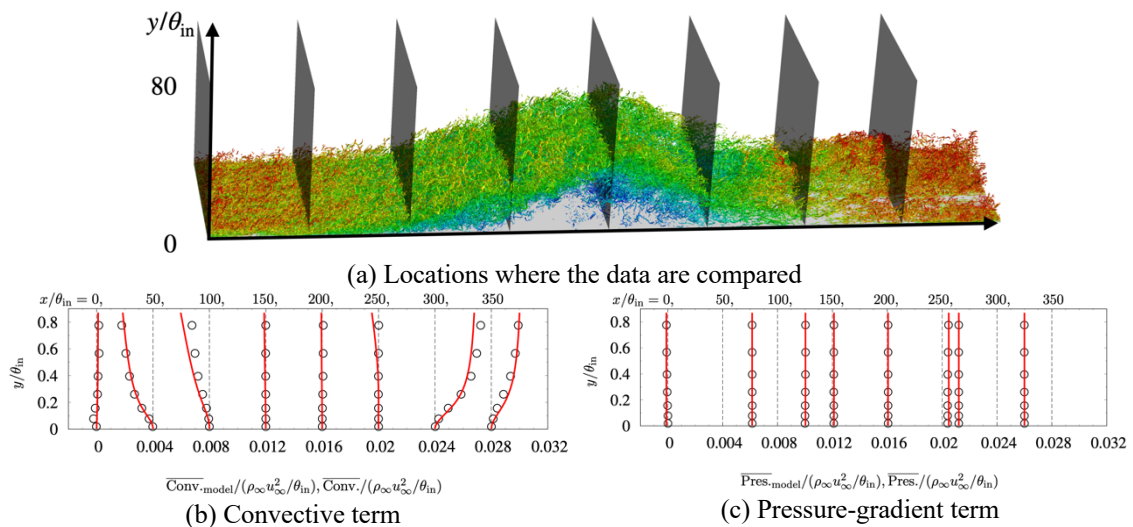 y/θin
80
0
(a) Locations where the data are compared
x/θin = 0, 50, 100, 150, 200, 250, 300, 350
0.8
0.6
0.4
0.2
0
y/θin
0 0.004 0.008 0.012 0.016 0.02 0.024 0.028 0.032
Conv.model/(ρ∞u²∞/θin), Conv./(ρ∞u²∞/θin)
(b) Convective term
x/θin = 0, 50, 100, 150, 200, 250, 300, 350
0.8
0.6
0.4
0.2
0
y/θin
0 0.004 0.008 0.012 0.016 0.02 0.024 0.028 0.032
Pres.model/(ρ∞u²∞/θin), Pres./(ρ∞u²∞/θin)
(c) Pressure-gradient term